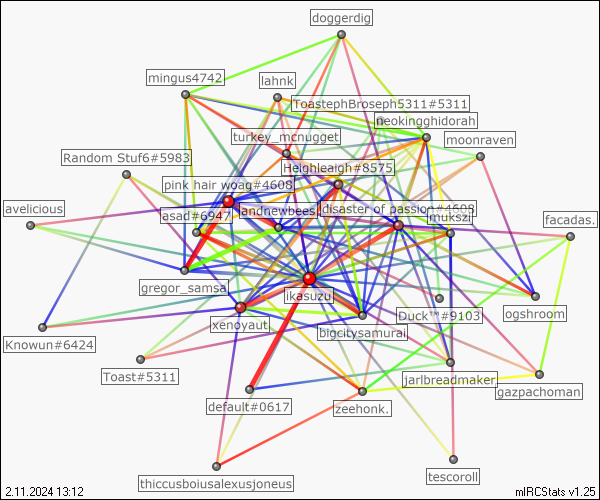 doggerdig
mingus4742
lahnk
ToastephBroseph5311#5311
neokingghidorah
turkey_mcnugget
moonraven
Random Stuf6#5983
Heighleaigh#8575
pink hair woag#4608
avelicious
asad#6947
landnewbees
disaster of passion#4608
mukszi
facadas.
gregor_samsa
ikasuzu
ogshroom
xenoyaut
bigcitysamurai
Duck™#9103
Knowun#6424
Toast#5311
jarlbreadmaker
gazpachoman
default#0617
zeehonk.
thiccusboiusalexusjoneus
tescoroll
2.11.2024 13:12
mIRCStats v1.25